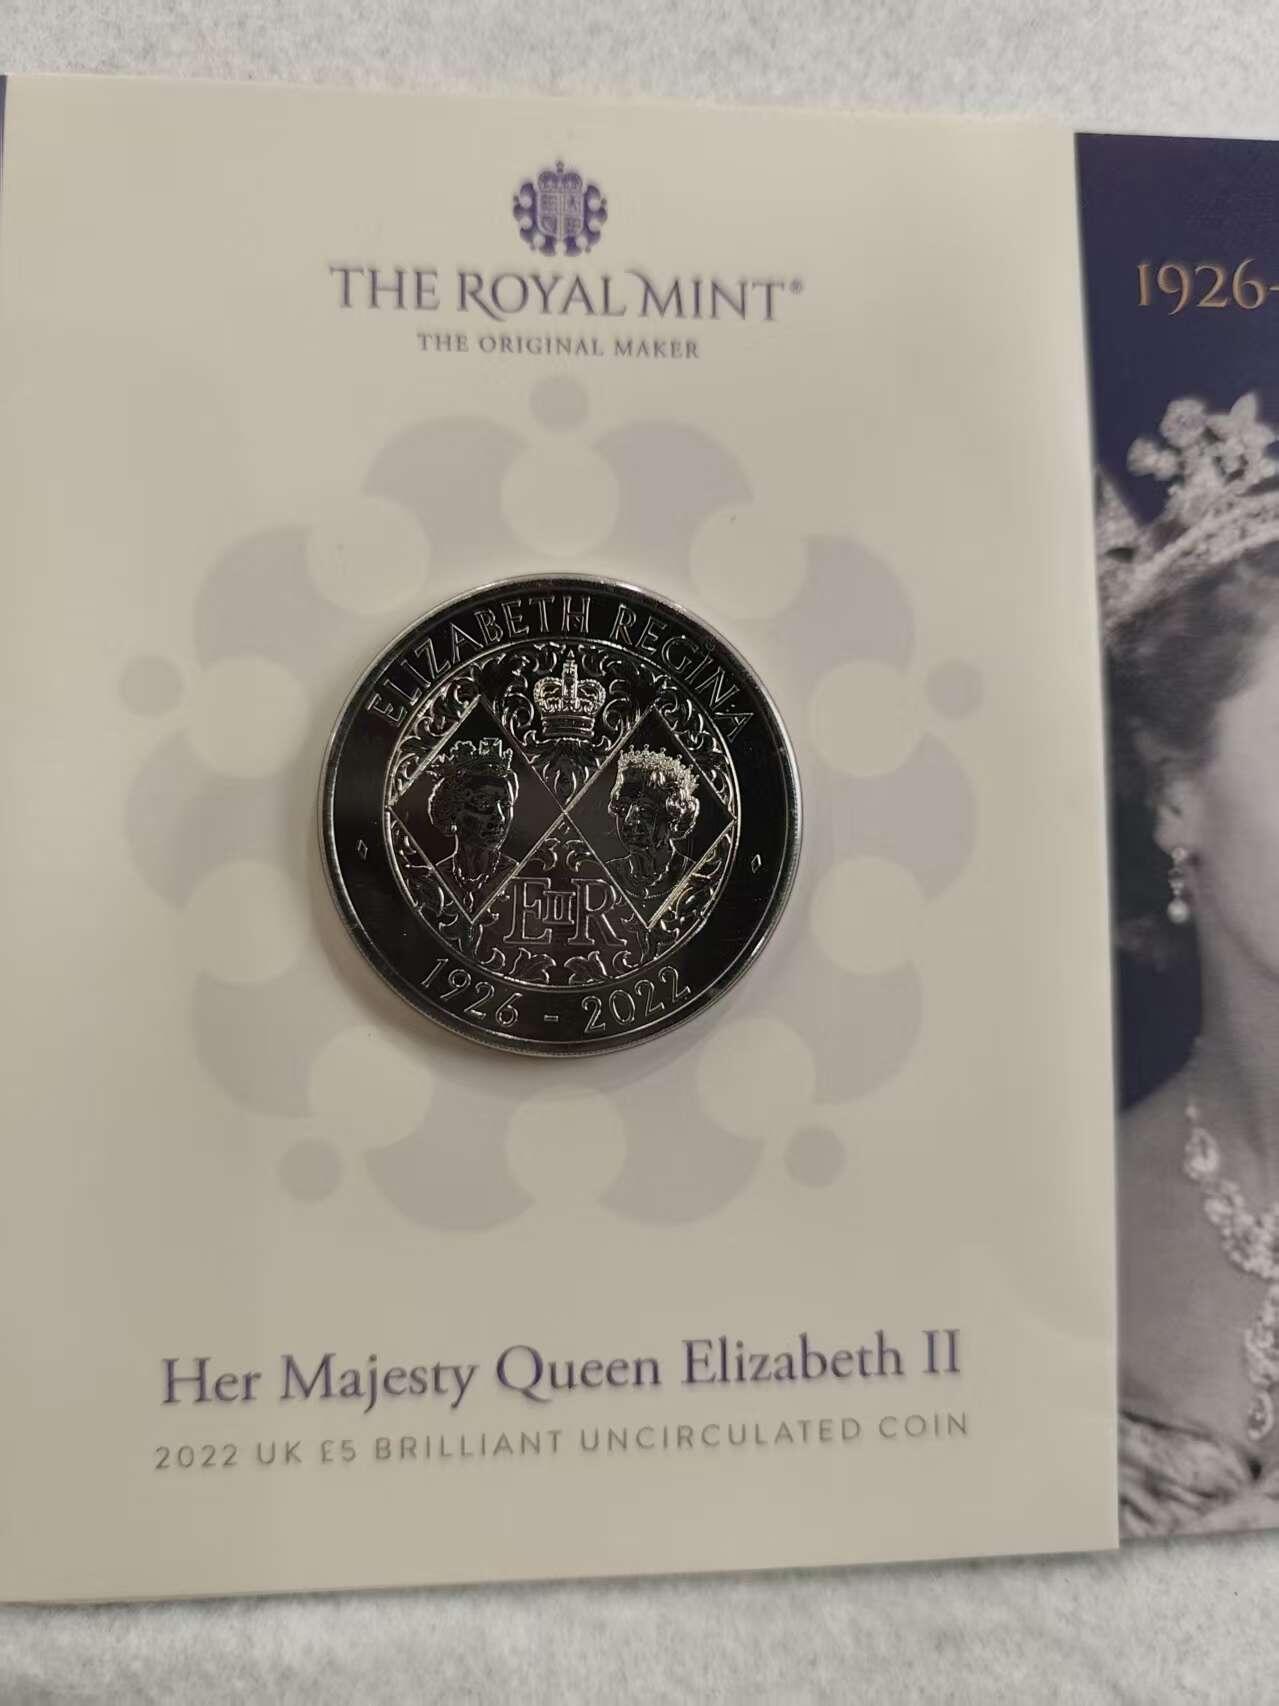 THE ROYAL MINT®
THE ORIGINAL MAKER
1926-
ELIZABETH REGINA
EIIR
1926 - 2022
Her Majesty Queen Elizabeth II
2022 UK £5 BRILLIANT UNCIRCULATED COIN